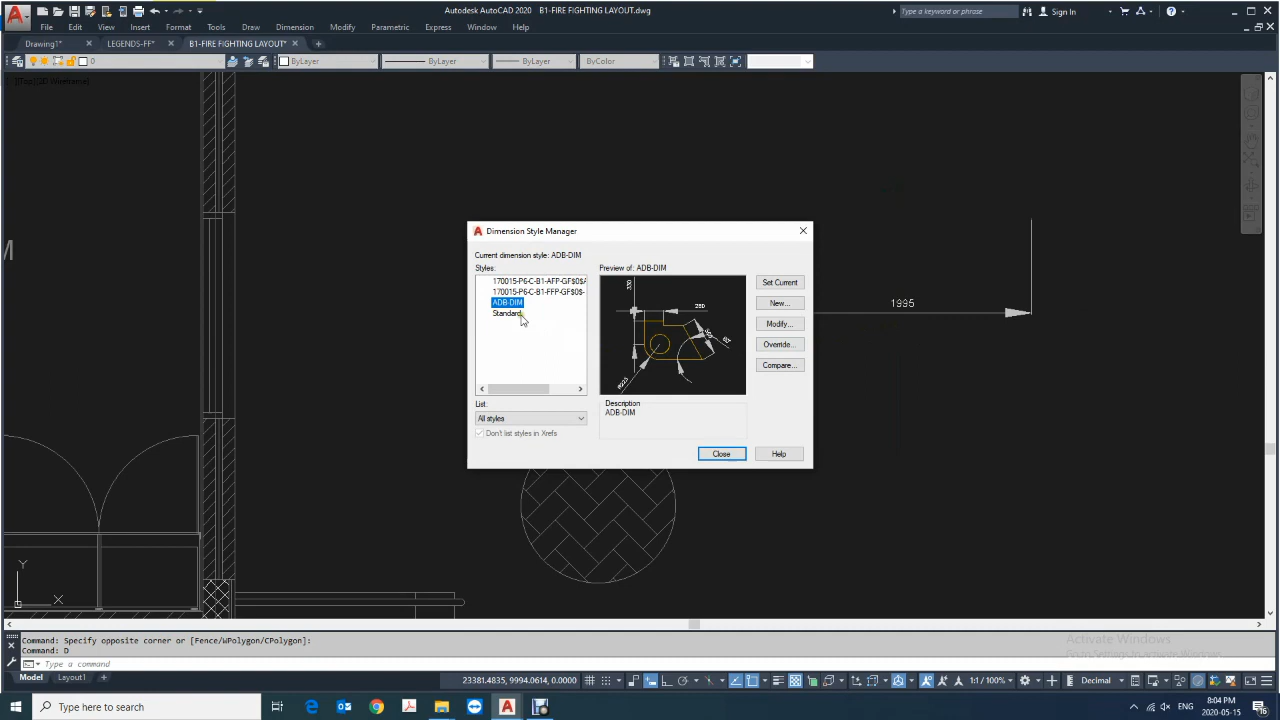 Autodesk AutoCAD 2020 B1-FIRE FIGHTING LAYOUT.dwg
Type a keyword or phrase
Sign In
File Edit View Insert Format Tools Draw Dimension Modify Parametric Express Window Help
Drawing1* LEGENDS-FF* B1-FIRE FIGHTING LAYOUT*
0 ByLayer ByLayer ByLayer ByColor
1995
M
Dimension Style Manager
Current dimension style: ADB-DIM
Styles: Preview of: ADB-DIM
170015-P6-C-B1-AFP-GF$0$A
170015-P6-C-B1-FFP-GF$0$-
ADB-DIM
Standard
Set Current
New...
Modify...
Override...
Compare...
List:
All styles
Don't list styles in Xrefs
Description
ADB-DIM
Close Help
Y
X
Command: Specify opposite corner or [Fence/WPolygon/CPolygon]:
Command: D
Type a command
Activate Windows
Model Layout1
23381.4835, 9994.0614, 0.0000
1:1 / 100%
Decimal
Type here to search
ENG
8:04 PM
2020-05-15
16